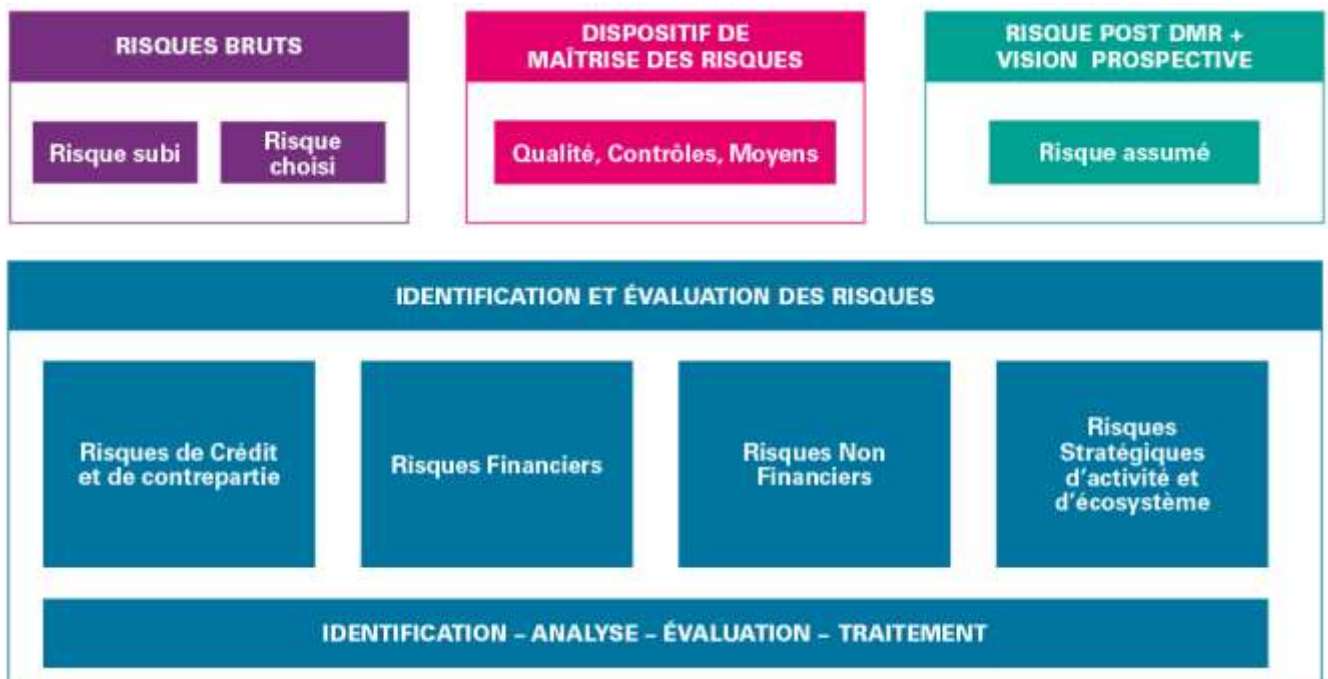 RISQUES BRUTS
Risque subi
Risque
choisi
DISPOSITIF DE
MAÎTRISE DES RISQUES
Qualité, Contrôles, Moyens
RISQUE POST DMR +
VISION PROSPECTIVE
Risque assumé
IDENTIFICATION ET ÉVALUATION DES RISQUES
Risques de Crédit
et de contrepartie
Risques Financiers
Risques Non
Financiers
Risques
Stratégiques
d'activité et
d'écosystème
IDENTIFICATION – ANALYSE – ÉVALUATION – TRAITEMENT